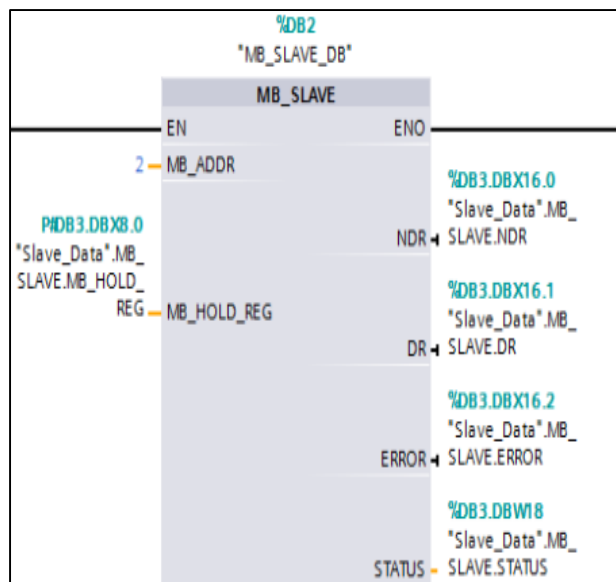 %DB2
"MB_SLAVE_DB"
MB_SLAVE
EN
ENO
2
MB_ADDR
P#DB3.DBX8.0
"Slave_Data".MB_
SLAVE.MB_HOLD_
REG
MB_HOLD_REG
%DB3.DBX16.0
"Slave_Data".MB_
NDR
SLAVE.NDR
%DB3.DBX16.1
"Slave_Data".MB_
DR
SLAVE.DR
%DB3.DBX16.2
"Slave_Data".MB_
ERROR
SLAVE.ERROR
%DB3.DBW18
"Slave_Data".MB_
STATUS
SLAVE.STATUS